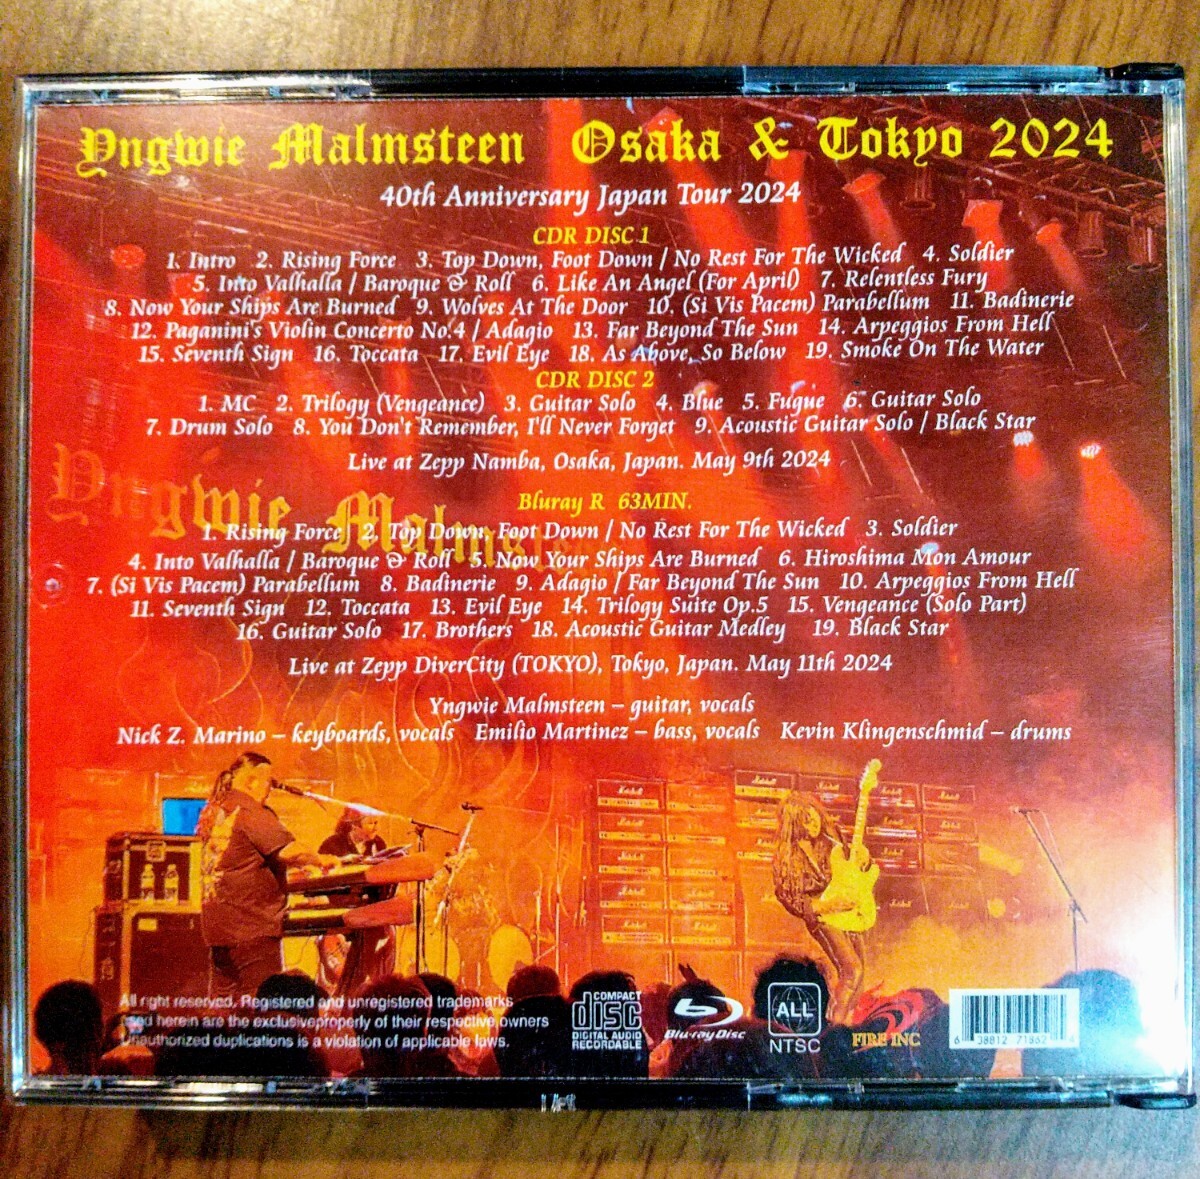 Yngwie Malmsteen Osaka & Tokyo 2024
40th Anniversary Japan Tour 2024
CDR DISC 1
1. Intro 2. Rising Force 3. Top Down, Foot Down / No Rest For The Wicked 4. Soldier
5. Into Valhalla / Baroque & Roll 6. Like An Angel (For April) 7. Relentless Fury
8. Now Your Ships Are Burned 9. Wolves At The Door 10. (Si Vis Pacem) Parabellum 11. Badinerie
12. Paganini's Violin Concerto No.4 / Adagio 13. Far Beyond The Sun 14. Arpeggios From Hell
15. Seventh Sign 16. Toccata 17. Evil Eye 18. As Above, So Below 19. Smoke On The Water
CDR DISC 2
1. MC 2. Trilogy (Vengeance) 3. Guitar Solo 4. Blue 5. Fugue 6. Guitar Solo
7. Drum Solo 8. You Don't Remember, I'll Never Forget 9. Acoustic Guitar Solo / Black Star
Live at Zepp Namba, Osaka, Japan. May 9th 2024
Yngwie Malmste
Bluray R 63MIN.
1. Rising Force 2. Top Down, Foot Down / No Rest For The Wicked 3. Soldier
4. Into Valhalla / Baroque & Roll 5. Now Your Ships Are Burned 6. Hiroshima Mon Amour
7. (Si Vis Pacem) Parabellum 8. Badinerie 9. Adagio / Far Beyond The Sun 10. Arpeggios From Hell
11. Seventh Sign 12. Toccata 13. Evil Eye 14. Trilogy Suite Op.5 15. Vengeance (Solo Part)
16. Guitar Solo 17. Brothers 18. Acoustic Guitar Medley 19. Black Star
Live at Zepp DiverCity (TOKYO), Tokyo, Japan. May 11th 2024
Yngwie Malmsteen – guitar, vocals
Nick Z. Marino – keyboards, vocals Emilio Martinez – bass, vocals Kevin Klingenschmid – drums
All right reserved. Registered and unregistered trademarks
used herein are the exclusiveproperly of their respective owners
Unauthorized duplications is a violation of applicable laws.
COMPACT
disc
DIGITAL AUDIO
RECORDABLE
Blu-ray Disc
ALL
NTSC
FIRE INC
6 38812 71862